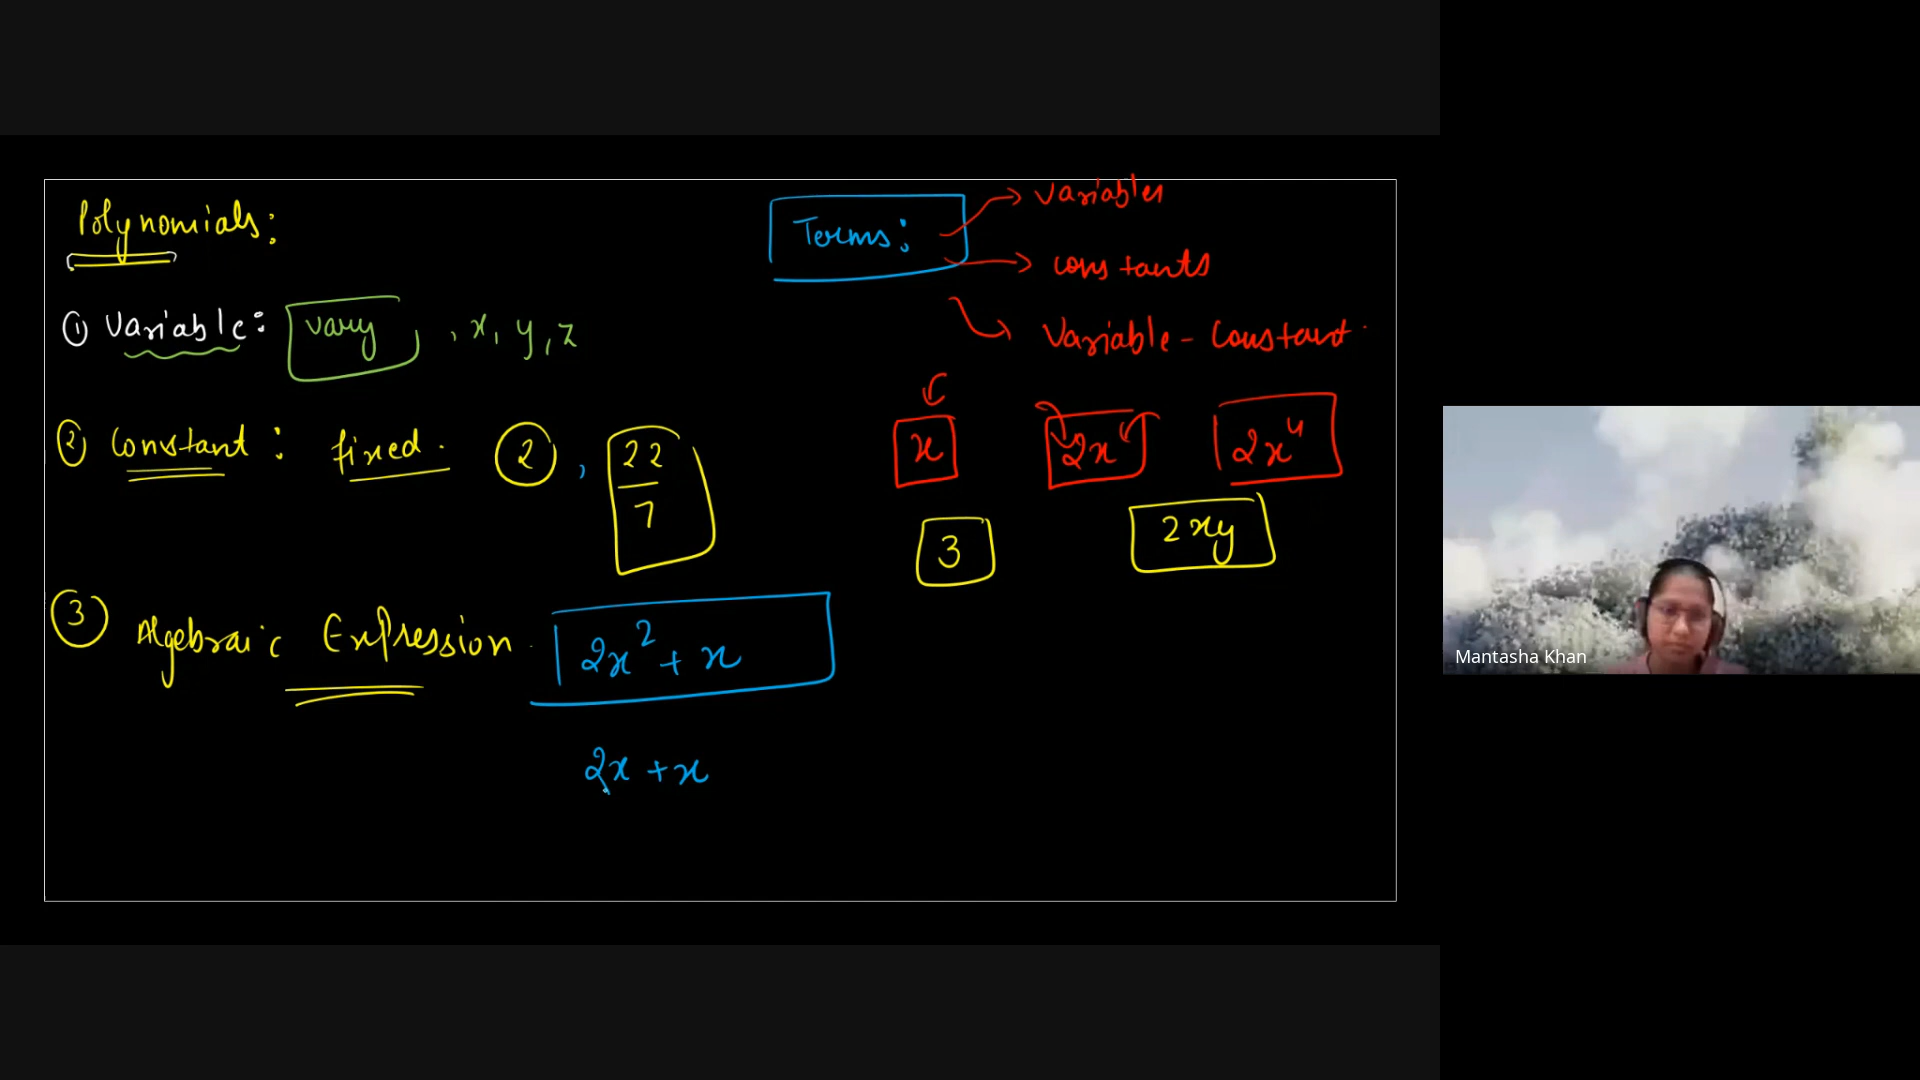 Polynomials:
① Variable: vary, x, y, z
② Constant: fixed. ②, 22/7
③ Algebraic Expression. 2x² + x
2x + x
Terms:
→ Variables
→ constants
→ Variable - Constant.
x
2x
2x⁴
3
2xy
Mantasha Khan